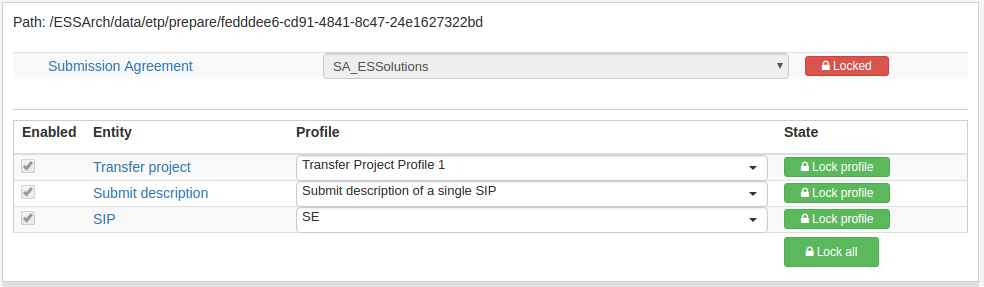 Path: /ESSArch/data/etp/prepare/fedddee6-cd91-4841-8c47-24e1627322bd
Submission Agreement SA_ESSolutions Locked
Enabled Entity Profile State
Transfer project Transfer Project Profile 1 Lock profile
Submit description Submit description of a single SIP Lock profile
SIP SE Lock profile
Lock all